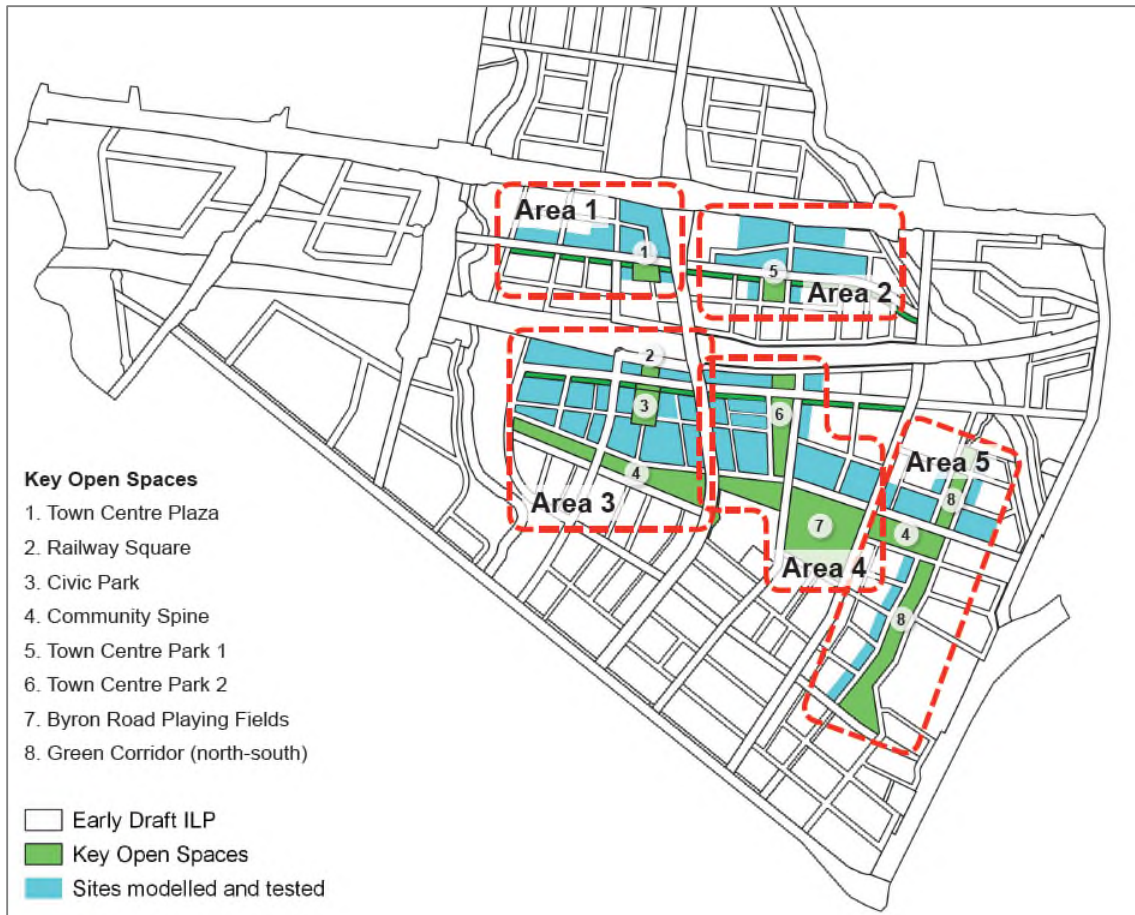 Area 1
1
Area 2
5
2
3
6
Area 3
4
Area 4
7
Area 5
8
4
8
Key Open Spaces
1. Town Centre Plaza
2. Railway Square
3. Civic Park
4. Community Spine
5. Town Centre Park 1
6. Town Centre Park 2
7. Byron Road Playing Fields
8. Green Corridor (north-south)
Early Draft ILP
Key Open Spaces
Sites modelled and tested